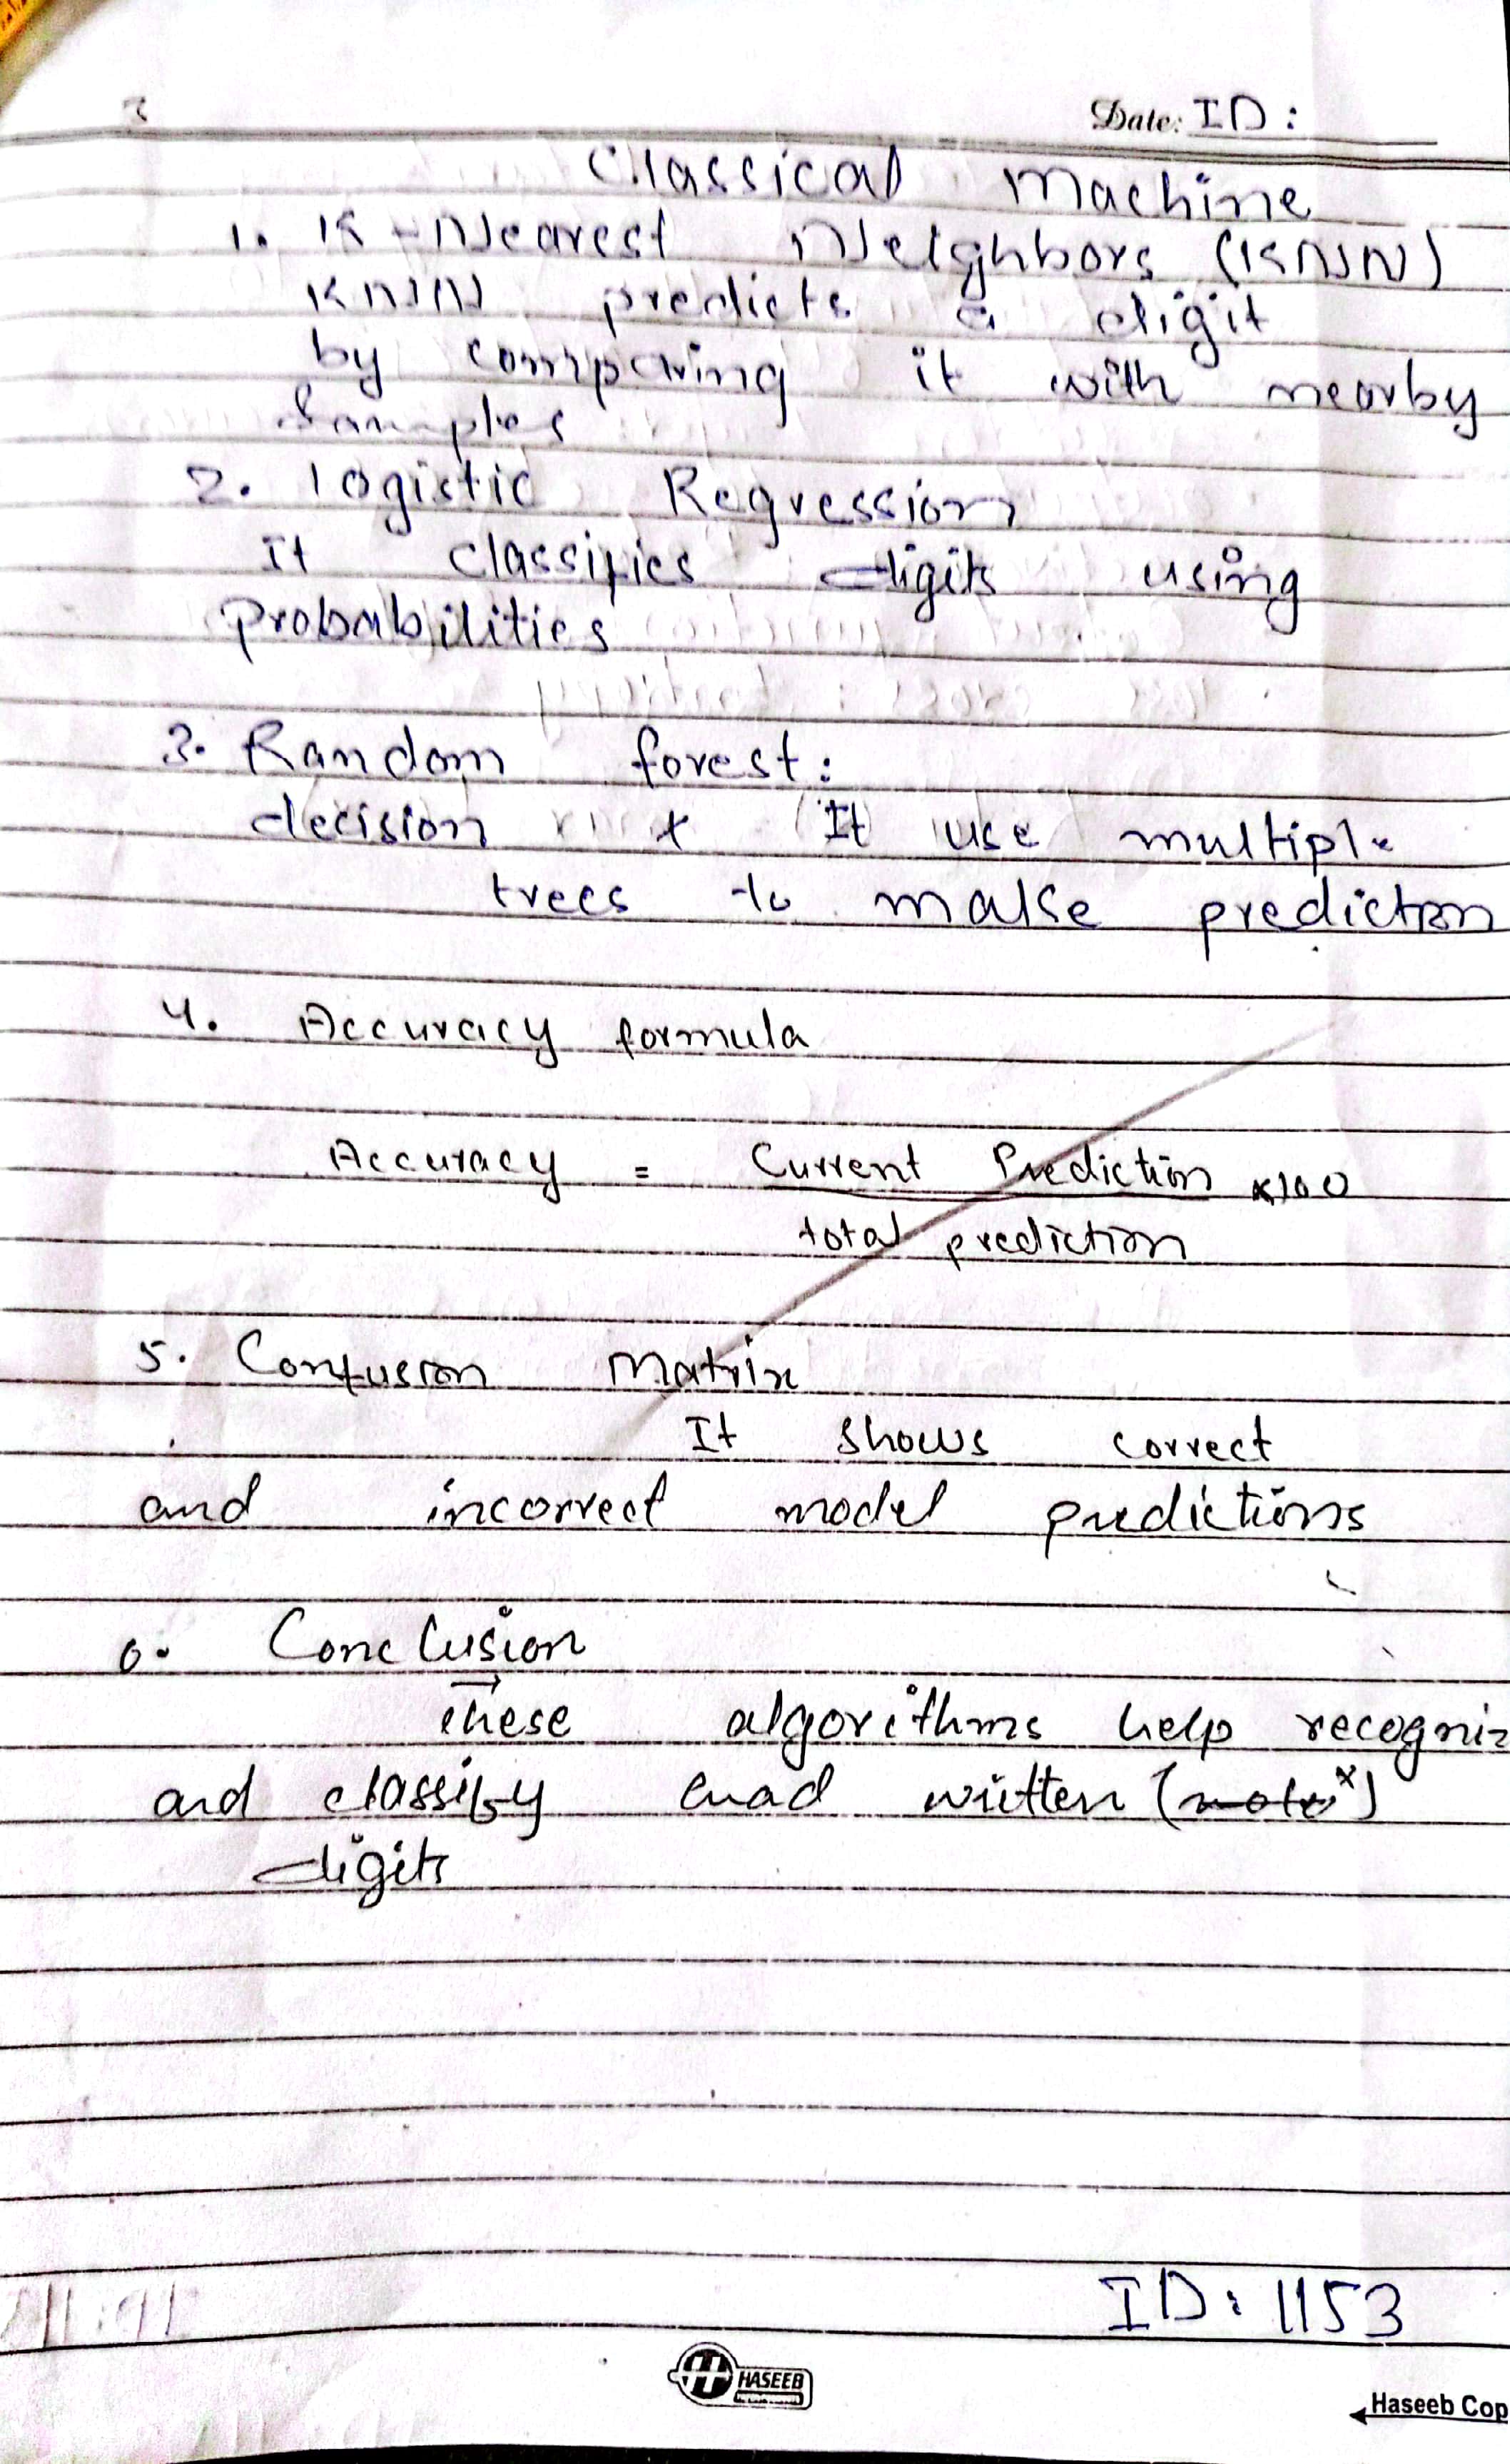 3
Date: ID:
Classical Machine
1. K-Nearest Neighbors (KNN)
KNN predicts a digit
by comparing it with nearby
Samples
2. logistic Regression
It classifies digits using
Probabilities
3. Random forest:
decision x It use multiple
trees to make prediction
4. Accuracy formula
Accuracy = Current Prediction x100
total prediction
5. Confusion Matrix
It shows correct
and incorrect model predictions
6. Conclusion
these algorithms help recogniz
and classify written
digits
ID: 1153
HASEEB
Haseeb Cop